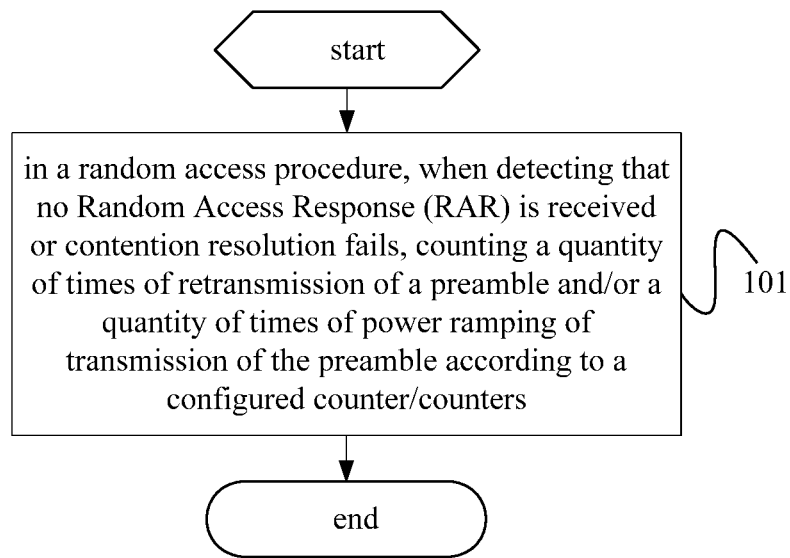 start
in a random access procedure, when detecting that
no Random Access Response (RAR) is received
or contention resolution fails, counting a quantity
of times of retransmission of a preamble and/or a
quantity of times of power ramping of
transmission of the preamble according to a
configured counter/counters
101
end